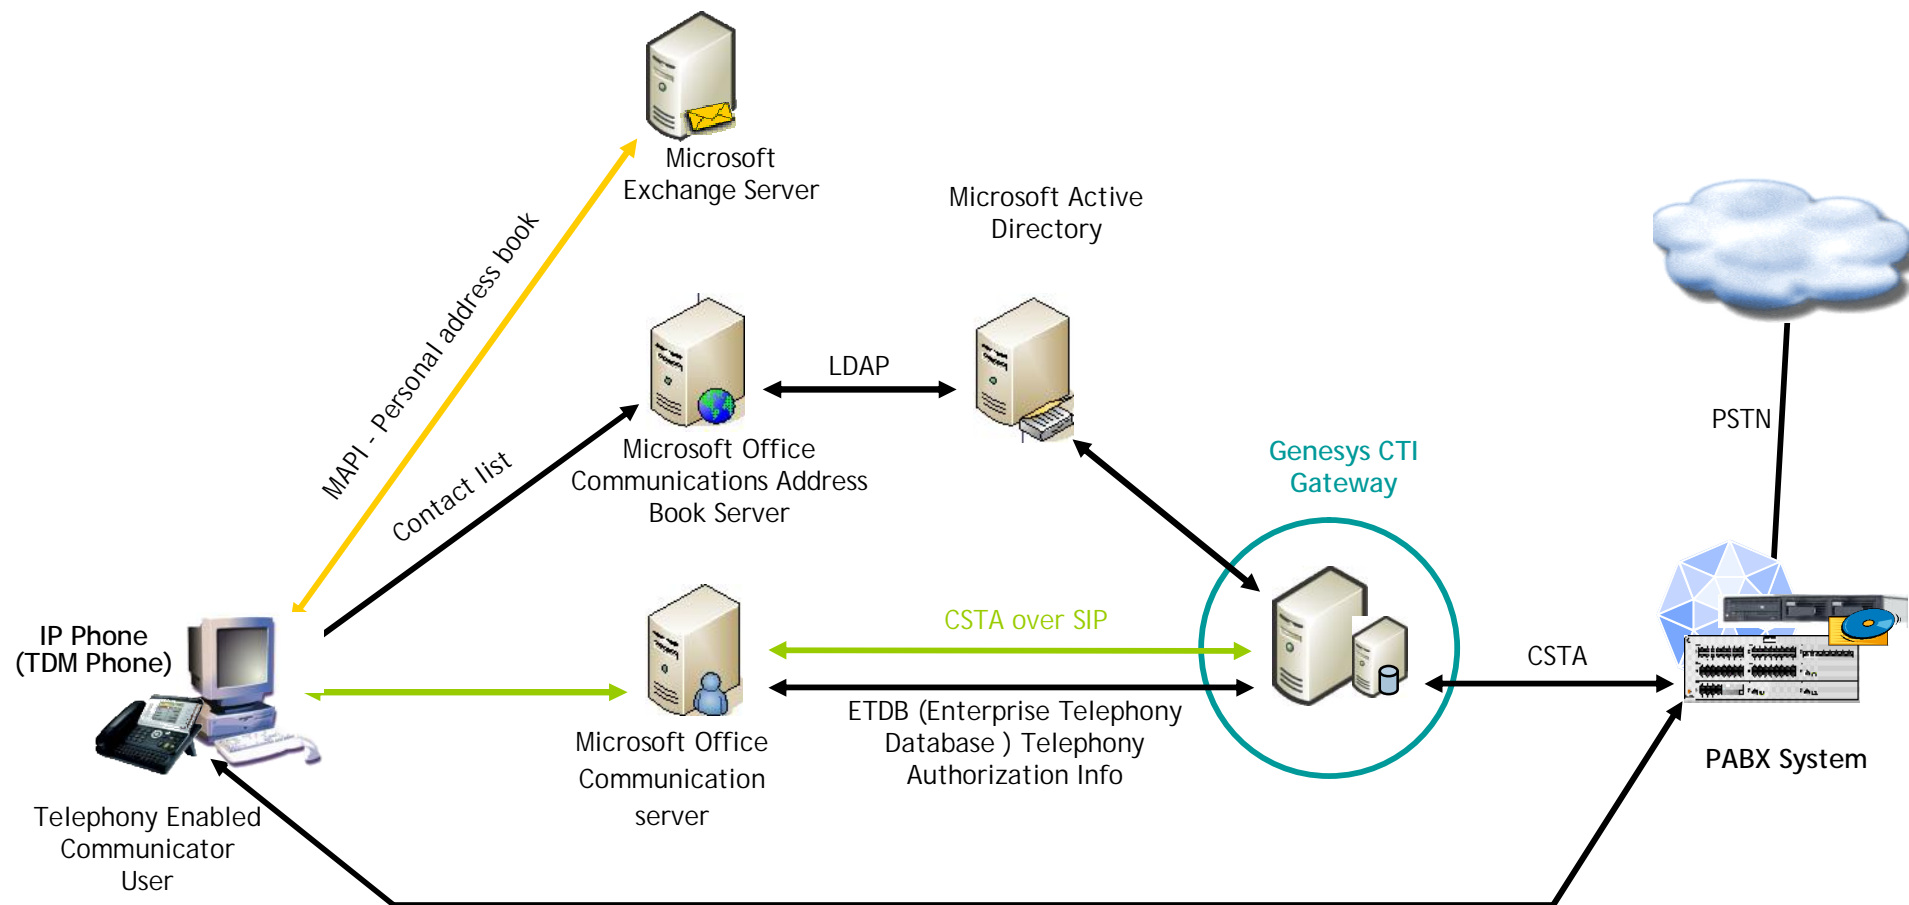 Microsoft
Exchange Server
Microsoft Active
Directory
MAPI - Personal address book
LDAP
PSTN
Contact list
Microsoft Office
Communications Address
Book Server
Genesys CTI
Gateway
IP Phone
(TDM Phone)
CSTA over SIP
CSTA
ETDB (Enterprise Telephony
Database ) Telephony
Authorization Info
Microsoft Office
Communication
server
PABX System
Telephony Enabled
Communicator
User